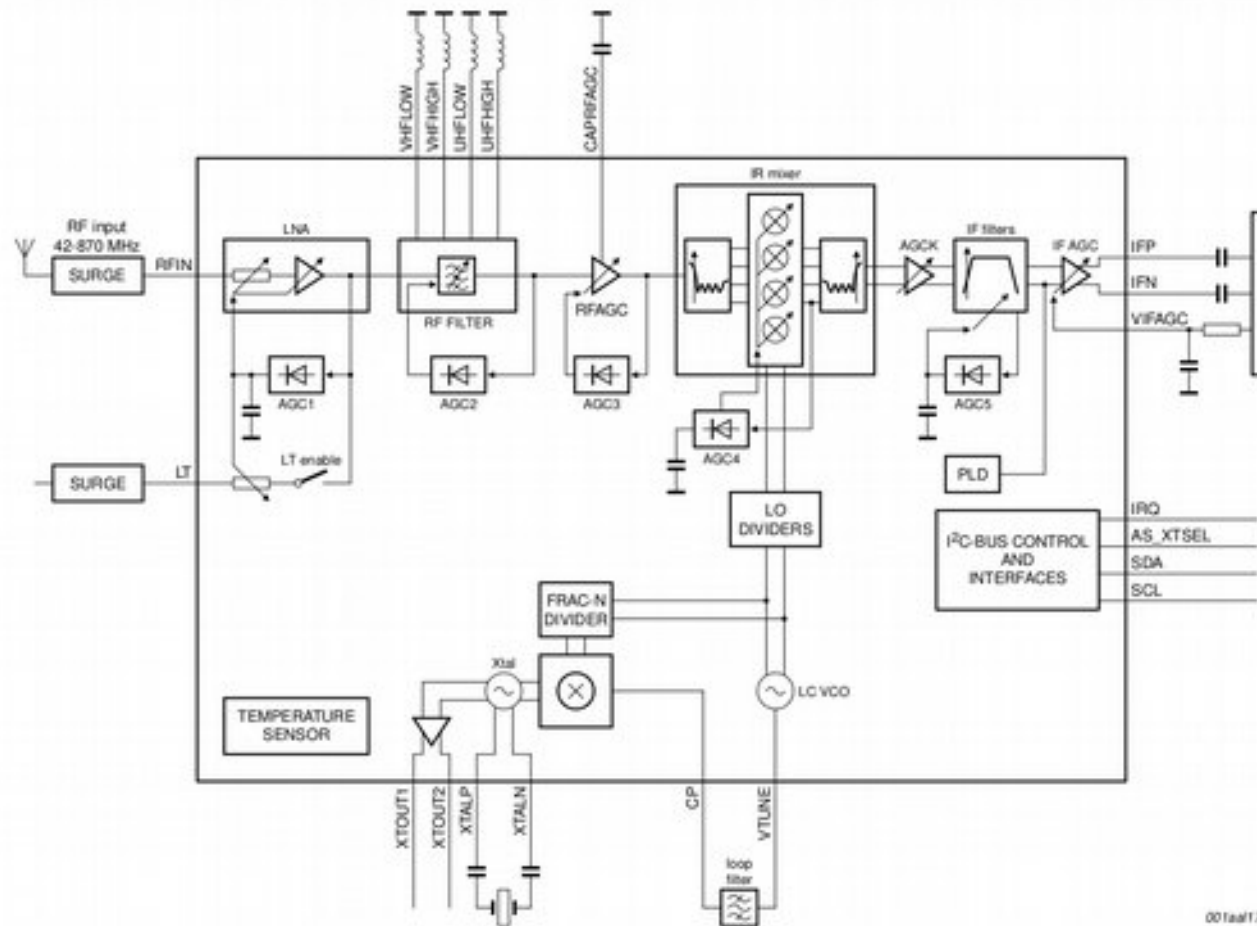 VHFLOW
VHFHIGH
UHFLOW
UHFHIGH
CAPRFAGC
IR mixer
RF input
42-870 MHz
SURGE
RFIN
LNA
RF FILTER
RFAGC
AGCK
IF filters
IF AGC
IFP
IFN
VIFAGC
AGC1
AGC2
AGC3
AGC4
AGC5
SURGE
LT
LT enable
PLD
LO
DIVIDERS
I²C-BUS CONTROL
AND
INTERFACES
IRQ
AS_XTSEL
SDA
SCL
FRAC-N
DIVIDER
Xtal
LC VCO
TEMPERATURE
SENSOR
XTOUT1
XTOUT2
XTALP
XTALN
CP
VTUNE
loop
filter